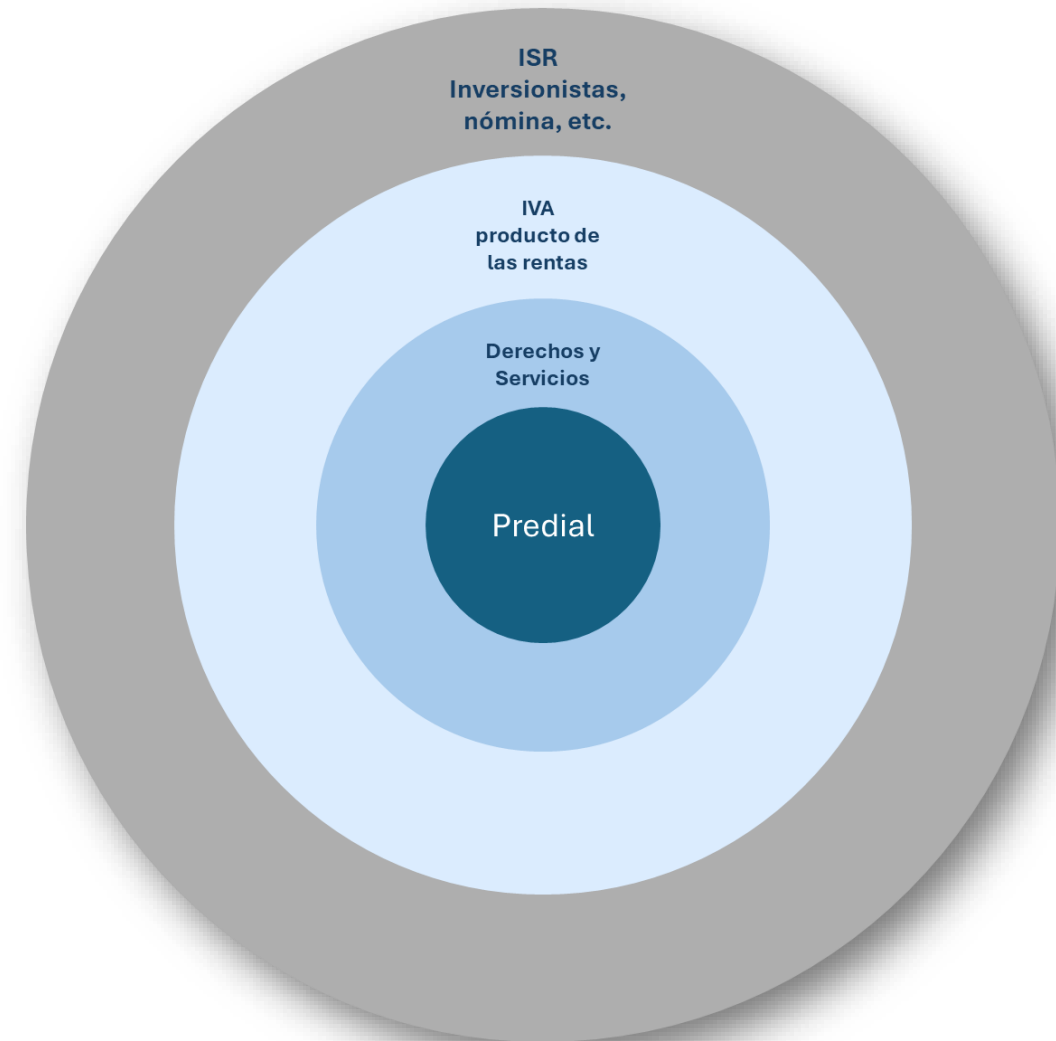 ISR
Inversionistas,
nómina, etc.
IVA
producto de
las rentas
Derechos y
Servicios
Predial